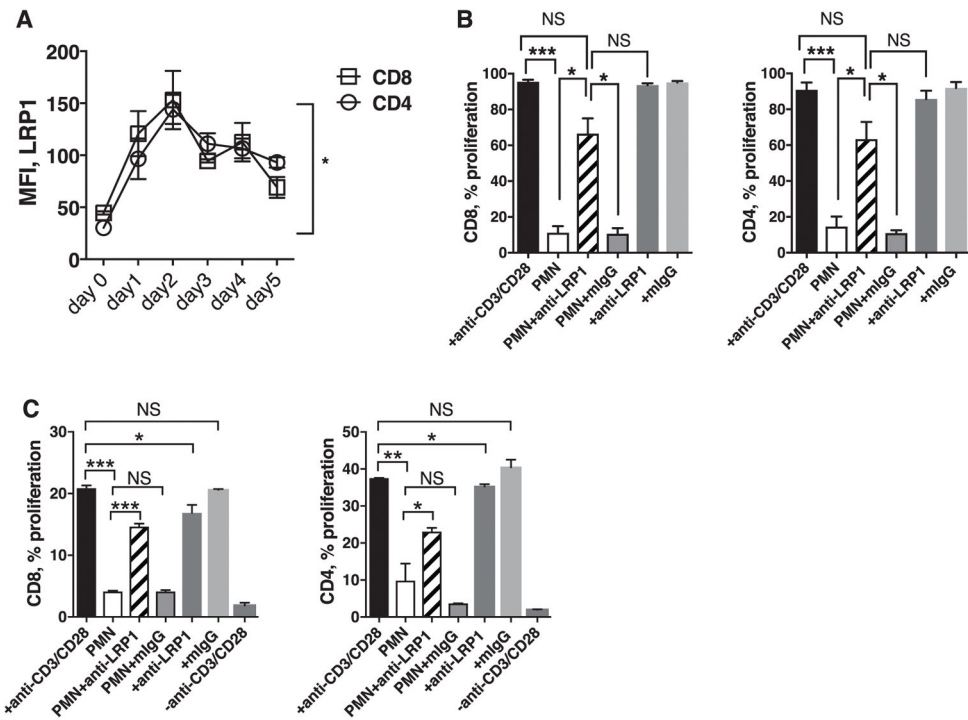 A
200
150
100
50
0
MFI, LRP1
CD8
CD4
*
day 0
day1
day2
day3
day4
day5
B
NS
NS
***
*
*
100
80
60
40
20
0
CD8, % proliferation
+anti-CD3/CD28
PMN
PMN+anti-LRP1
PMN+mIgG
+anti-LRP1
+mIgG
NS
NS
***
*
*
100
80
60
40
20
0
CD4, % proliferation
+anti-CD3/CD28
PMN
PMN+anti-LRP1
PMN+mIgG
+anti-LRP1
+mIgG
C
NS
*
***
NS
***
30
20
10
0
CD8, % proliferation
+anti-CD3/CD28
PMN
PMN+anti-LRP1
PMN+mIgG
+anti-LRP1
+mIgG
-anti-CD3/CD28
NS
*
**
NS
*
50
40
30
20
10
0
CD4, % proliferation
+anti-CD3/CD28
PMN
PMN+anti-LRP1
PMN+mIgG
+anti-LRP1
+mIgG
-anti-CD3/CD28